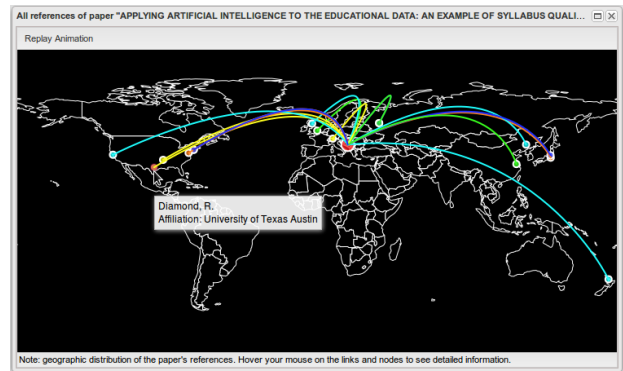 All references of paper "APPLYING ARTIFICIAL INTELLIGENCE TO THE EDUCATIONAL DATA: AN EXAMPLE OF SYLLABUS QUALI...
Replay Animation
Diamond, R.
Affiliation: University of Texas Austin
Note: geographic distribution of the paper's references. Hover your mouse on the links and nodes to see detailed information.